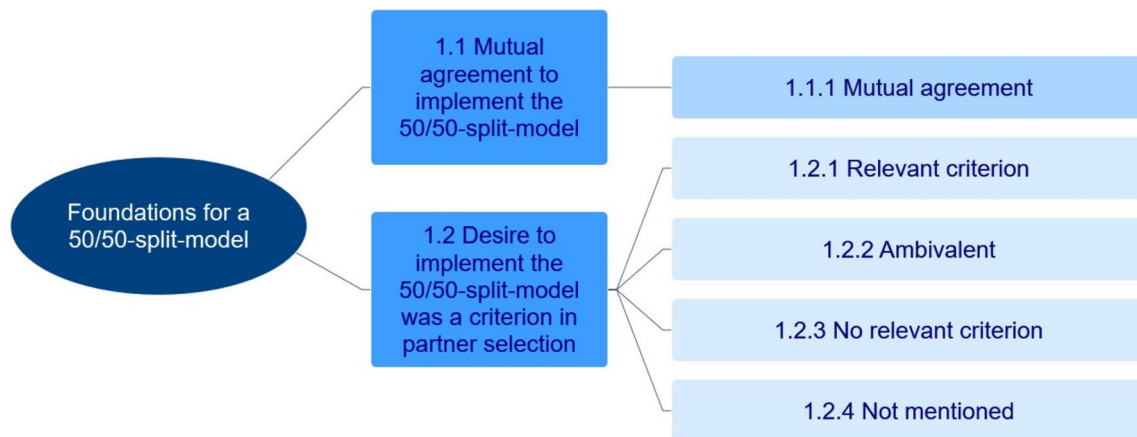 Foundations for a
50/50-split-model
1.1 Mutual
agreement to
implement the
50/50-split-model
1.1.1 Mutual agreement
1.2 Desire to
implement the
50/50-split-model
was a criterion in
partner selection
1.2.1 Relevant criterion
1.2.2 Ambivalent
1.2.3 No relevant criterion
1.2.4 Not mentioned